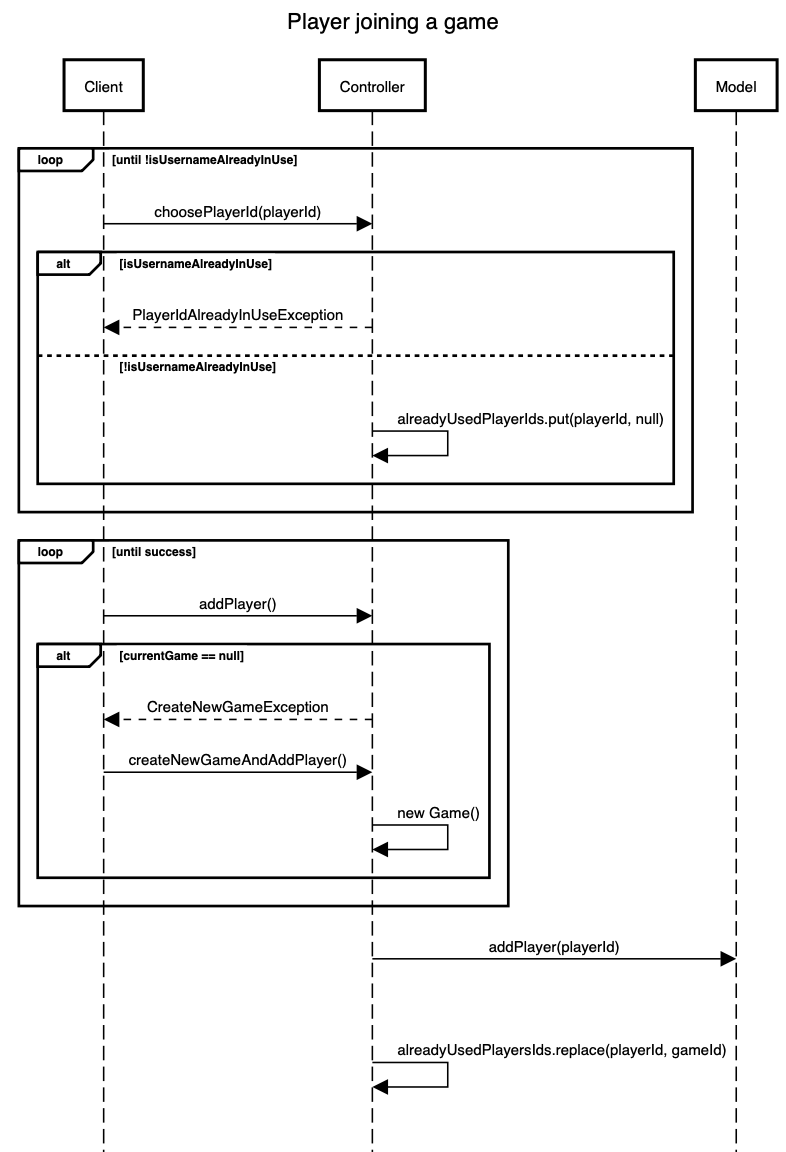 Player joining a game
Client
Controller
Model
loop
[until !isUsernameAlreadyInUse]
choosePlayerId(playerId)
alt
[isUsernameAlreadyInUse]
PlayerIdAlreadyInUseException
[!isUsernameAlreadyInUse]
alreadyUsedPlayerIds.put(playerId, null)
loop
[until success]
addPlayer()
alt
[currentGame == null]
CreateNewGameException
createNewGameAndAddPlayer()
new Game()
addPlayer(playerId)
alreadyUsedPlayersIds.replace(playerId, gameId)